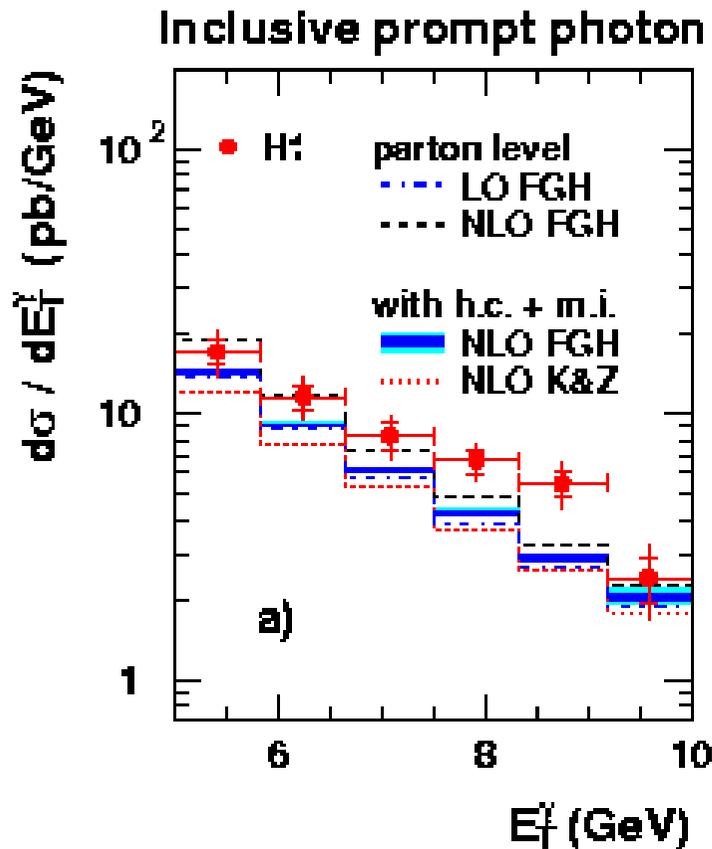 Inclusive prompt photon
dσ / dE_T^γ (pb/GeV)
10²
10
1
H1
parton level
LO FGH
NLO FGH
with h.c. + m.i.
NLO FGH
NLO K&Z
a)
6 8 10
E_T^γ (GeV)